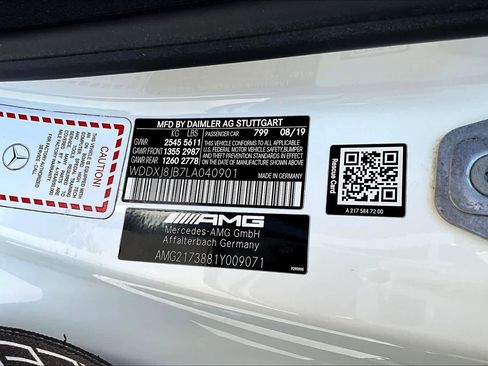 CAUTION!
MFD BY DAIMLER AG STUTTGART
KG LBS PASSENGER CAR 799 08/19
GVWR 2545 5611
GAWR FRONT 1355 2987
GAWR REAR 1260 2778
THIS VEHICLE CONFORMS TO ALL APPLICABLE
U.S. FEDERAL MOTOR VEHICLE SAFETY, BUMPER
AND THEFT PREVENTION STANDARDS IN EFFECT
ON THE DATE OF MANUFACTURE SHOWN ABOVE
WDDXJ8JB7LA040901
MADE IN GERMANY
AMG
Mercedes-AMG GmbH
Affalterbach Germany
AMG2173881Y009071
Rescue Card
A 217 584 72 00